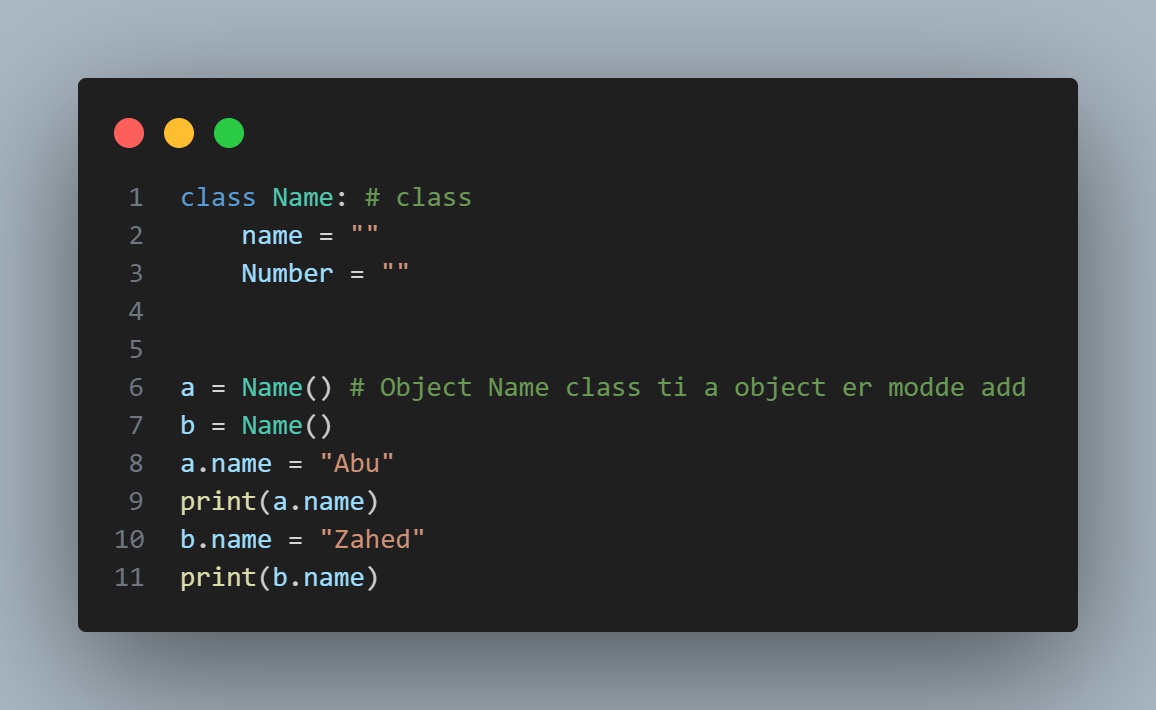 1 class Name: # class
2     name = ""
3     Number = ""
4
5
6 a = Name() # Object Name class ti a object er modde add
7 b = Name()
8 a.name = "Abu"
9 print(a.name)
10 b.name = "Zahed"
11 print(b.name)